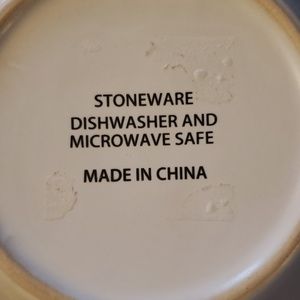 STONEWARE
DISHWASHER AND
MICROWAVE SAFE
MADE IN CHINA